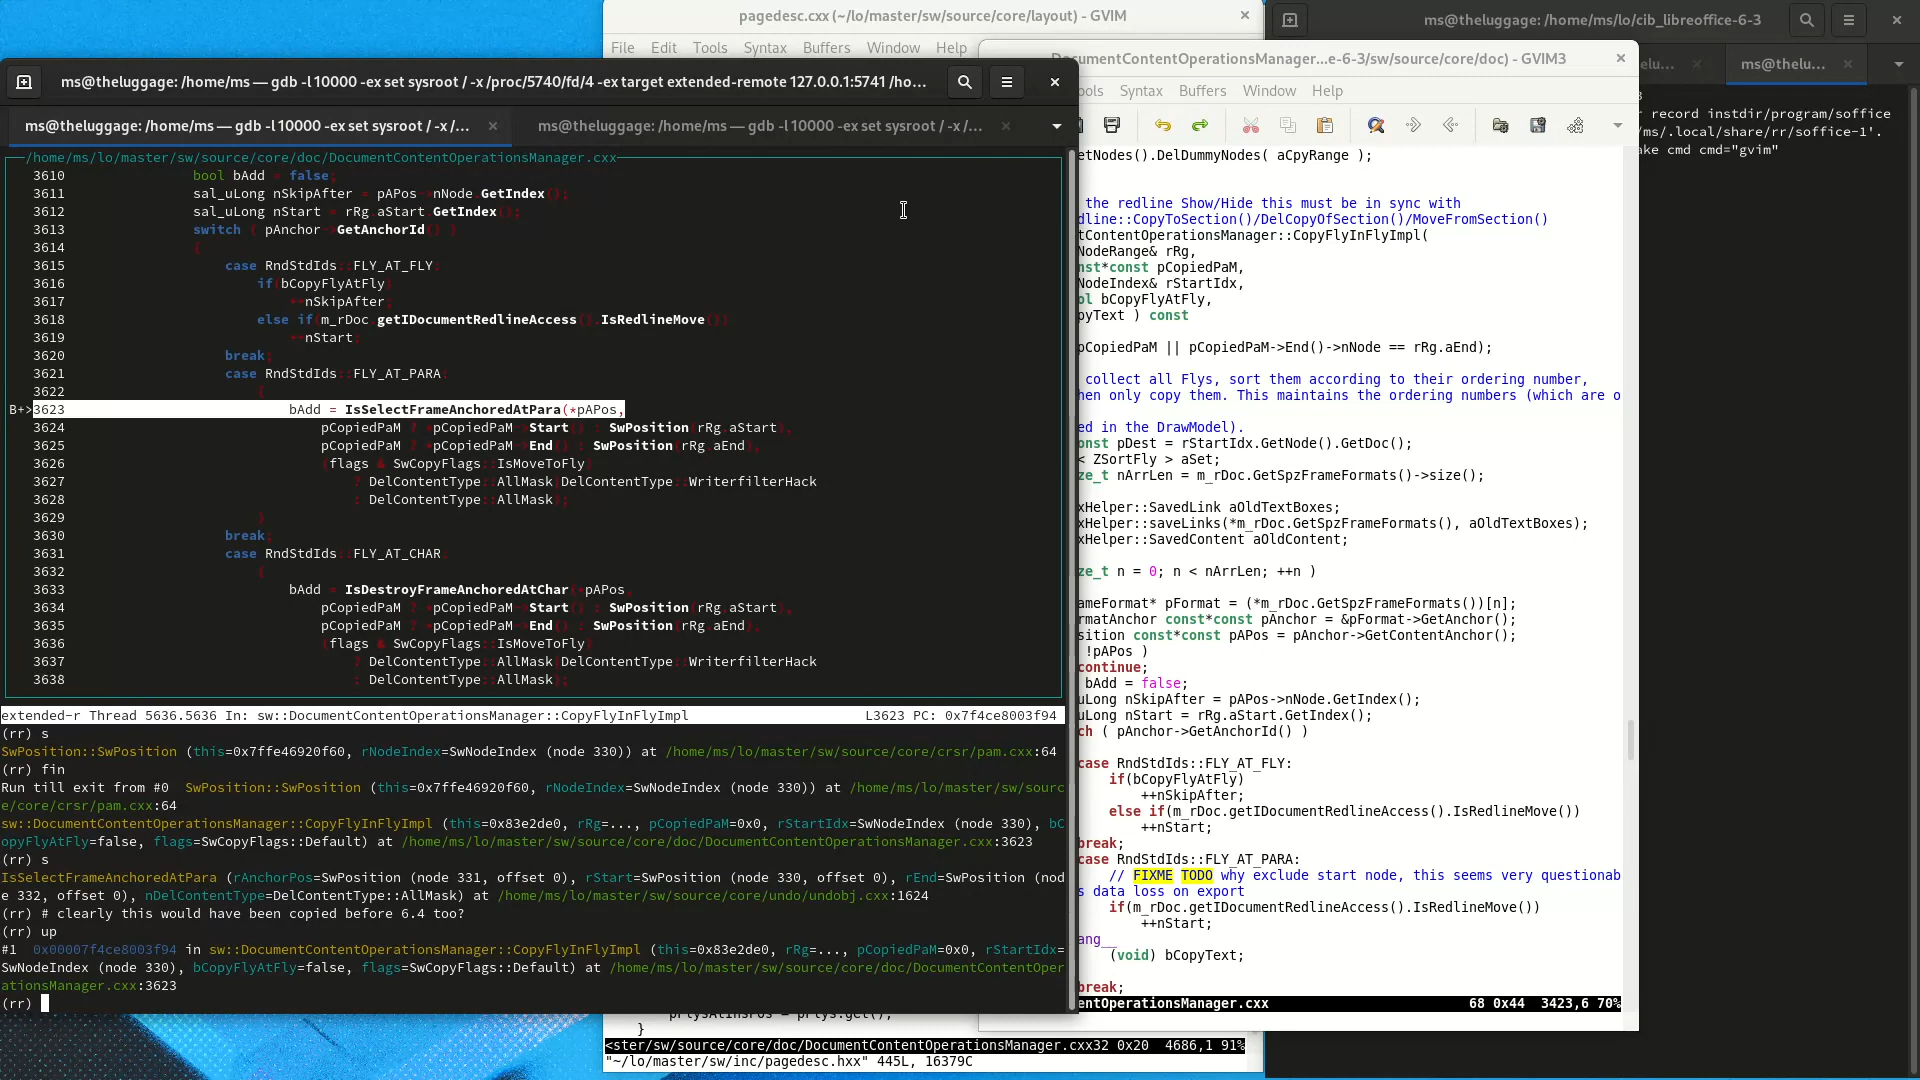 pagedesc.cxx (~/lo/master/sw/source/core/layout) - GVIM
File Edit Tools Syntax Buffers Window Help
ms@theluggage: /home/ms/lo/cib_libreoffice-6-3
elu...
ms@thelu...
r record instdir/program/soffice
/ms/.local/share/rr/soffice-1'.
ake cmd cmd="gvim"
DocumentContentOperationsManager...e-6-3/sw/source/core/doc) - GVIM3
ools Syntax Buffers Window Help
etNodes().DelDummyNodes( aCpyRange );
the redline Show/Hide this must be in sync with
dline::CopyToSection()/DelCopyOfSection()/MoveFromSection()
tContentOperationsManager::CopyFlyInFlyImpl(
NodeRange& rRg,
nst*const pCopiedPaM,
NodeIndex& rStartIdx,
ol bCopyFlyAtFly,
pyText ) const
pCopiedPaM || pCopiedPaM->End()->nNode == rRg.aEnd);
collect all Flys, sort them according to their ordering number,
hen only copy them. This maintains the ordering numbers (which are o
ed in the DrawModel).
onst pDest = rStartIdx.GetNode().GetDoc();
< ZSortFly > aSet;
ze_t nArrLen = m_rDoc.GetSpzFrameFormats()->size();
xHelper::SavedLink aOldTextBoxes;
xHelper::saveLinks(*m_rDoc.GetSpzFrameFormats(), aOldTextBoxes);
xHelper::SavedContent aOldContent;
ze_t n = 0; n < nArrLen; ++n )
ameFormat* pFormat = (*m_rDoc.GetSpzFrameFormats())[n];
rmatAnchor const*const pAnchor = &pFormat->GetAnchor();
sition const*const pAPos = pAnchor->GetContentAnchor();
!pAPos )
continue;
bAdd = false;
uLong nSkipAfter = pAPos->nNode.GetIndex();
uLong nStart = rRg.aStart.GetIndex();
ch ( pAnchor->GetAnchorId() )
case RndStdIds::FLY_AT_FLY:
if(bCopyFlyAtFly)
++nSkipAfter;
else if(m_rDoc.getIDocumentRedlineAccess().IsRedlineMove())
++nStart;
break;
case RndStdIds::FLY_AT_PARA:
// FIXME TODO why exclude start node, this seems very questionab
s data loss on export
if(m_rDoc.getIDocumentRedlineAccess().IsRedlineMove())
++nStart;
ang__
(void) bCopyText;
break;
entOperationsManager.cxx 68 0x44 3423,6 70%
ms@theluggage: /home/ms — gdb -l 10000 -ex set sysroot / -x /proc/5740/fd/4 -ex target extended-remote 127.0.0.1:5741 /ho...
ms@theluggage: /home/ms — gdb -l 10000 -ex set sysroot / -x /...
ms@theluggage: /home/ms — gdb -l 10000 -ex set sysroot / -x /...
/home/ms/lo/master/sw/source/core/doc/DocumentContentOperationsManager.cxx
3610 bool bAdd = false;
3611 sal_uLong nSkipAfter = pAPos->nNode.GetIndex();
3612 sal_uLong nStart = rRg.aStart.GetIndex();
3613 switch ( pAnchor->GetAnchorId() )
3614 {
3615 case RndStdIds::FLY_AT_FLY:
3616 if(bCopyFlyAtFly)
3617 ++nSkipAfter;
3618 else if(m_rDoc.getIDocumentRedlineAccess().IsRedlineMove())
3619 ++nStart;
3620 break;
3621 case RndStdIds::FLY_AT_PARA:
3622 {
B+>3623 bAdd = IsSelectFrameAnchoredAtPara(*pAPos,
3624 pCopiedPaM ? *pCopiedPaM->Start() : SwPosition(rRg.aStart),
3625 pCopiedPaM ? *pCopiedPaM->End() : SwPosition(rRg.aEnd),
3626 (flags & SwCopyFlags::IsMoveToFly)
3627 ? DelContentType::AllMask|DelContentType::WriterfilterHack
3628 : DelContentType::AllMask);
3629 }
3630 break;
3631 case RndStdIds::FLY_AT_CHAR:
3632 {
3633 bAdd = IsDestroyFrameAnchoredAtChar(*pAPos,
3634 pCopiedPaM ? *pCopiedPaM->Start() : SwPosition(rRg.aStart),
3635 pCopiedPaM ? *pCopiedPaM->End() : SwPosition(rRg.aEnd),
3636 (flags & SwCopyFlags::IsMoveToFly)
3637 ? DelContentType::AllMask|DelContentType::WriterfilterHack
3638 : DelContentType::AllMask);
extended-r Thread 5636.5636 In: sw::DocumentContentOperationsManager::CopyFlyInFlyImpl L3623 PC: 0x7f4ce8003f94
(rr) s
SwPosition::SwPosition (this=0x7ffe46920f60, rNodeIndex=SwNodeIndex (node 330)) at /home/ms/lo/master/sw/source/core/crsr/pam.cxx:64
(rr) fin
Run till exit from #0 SwPosition::SwPosition (this=0x7ffe46920f60, rNodeIndex=SwNodeIndex (node 330)) at /home/ms/lo/master/sw/sourc
e/core/crsr/pam.cxx:64
sw::DocumentContentOperationsManager::CopyFlyInFlyImpl (this=0x83e2de0, rRg=..., pCopiedPaM=0x0, rStartIdx=SwNodeIndex (node 330), bC
opyFlyAtFly=false, flags=SwCopyFlags::Default) at /home/ms/lo/master/sw/source/core/doc/DocumentContentOperationsManager.cxx:3623
(rr) s
IsSelectFrameAnchoredAtPara (rAnchorPos=SwPosition (node 331, offset 0), rStart=SwPosition (node 330, offset 0), rEnd=SwPosition (nod
e 332, offset 0), nDelContentType=DelContentType::AllMask) at /home/ms/lo/master/sw/source/core/undo/undobj.cxx:1624
(rr) # clearly this would have been copied before 6.4 too?
(rr) up
#1 0x00007f4ce8003f94 in sw::DocumentContentOperationsManager::CopyFlyInFlyImpl (this=0x83e2de0, rRg=..., pCopiedPaM=0x0, rStartIdx=
SwNodeIndex (node 330), bCopyFlyAtFly=false, flags=SwCopyFlags::Default) at /home/ms/lo/master/sw/source/core/doc/DocumentContentOper
ationsManager.cxx:3623
(rr)
}
<ster/sw/source/core/doc/DocumentContentOperationsManager.cxx32 0x20 4686,1 91%
"~/lo/master/sw/inc/pagedesc.hxx" 445L, 16379C